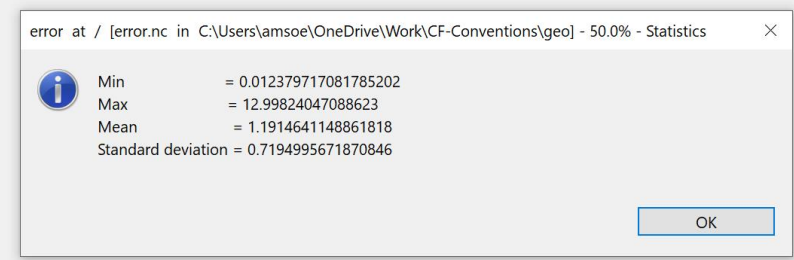 error at / [error.nc in C:\Users\amsoe\OneDrive\Work\CF-Conventions\geo] - 50.0% - Statistics
Min = 0.012379717081785202
Max = 12.99824047088623
Mean = 1.1914641148861818
Standard deviation = 0.7194995671870846
OK